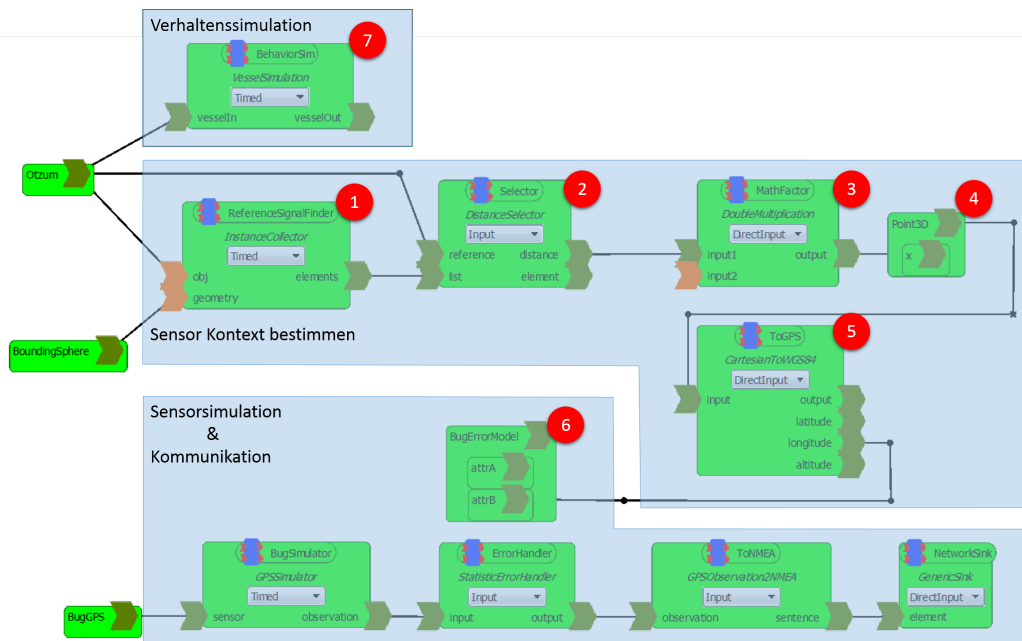 Verhaltenssimulation
7
BehaviorSim
VesselSimulation
Timed
vesselIn vesselOut
Otzum
1
ReferenceSignalFinder
InstanceCollector
Timed
obj elements
geometry
2
Selector
DistanceSelector
Input
reference distance
list element
3
MathFactor
DoubleMultiplication
DirectInput
input1 output
input2
4
Point3D
x
Sensor Kontext bestimmen
BoundingSphere
5
ToGPS
CartesianToWGS84
DirectInput
input output
latitude
longitude
altitude
Sensorsimulation
&
Kommunikation
6
BugErrorModel
attrA
attrB
BugGPS
BugSimulator
GPSSimulator
Timed
sensor observation
ErrorHandler
StatisticErrorHandler
Input
input output
ToNMEA
GPSObservation2NMEA
Input
observation sentence
NetworkSink
GenericSink
DirectInput
element